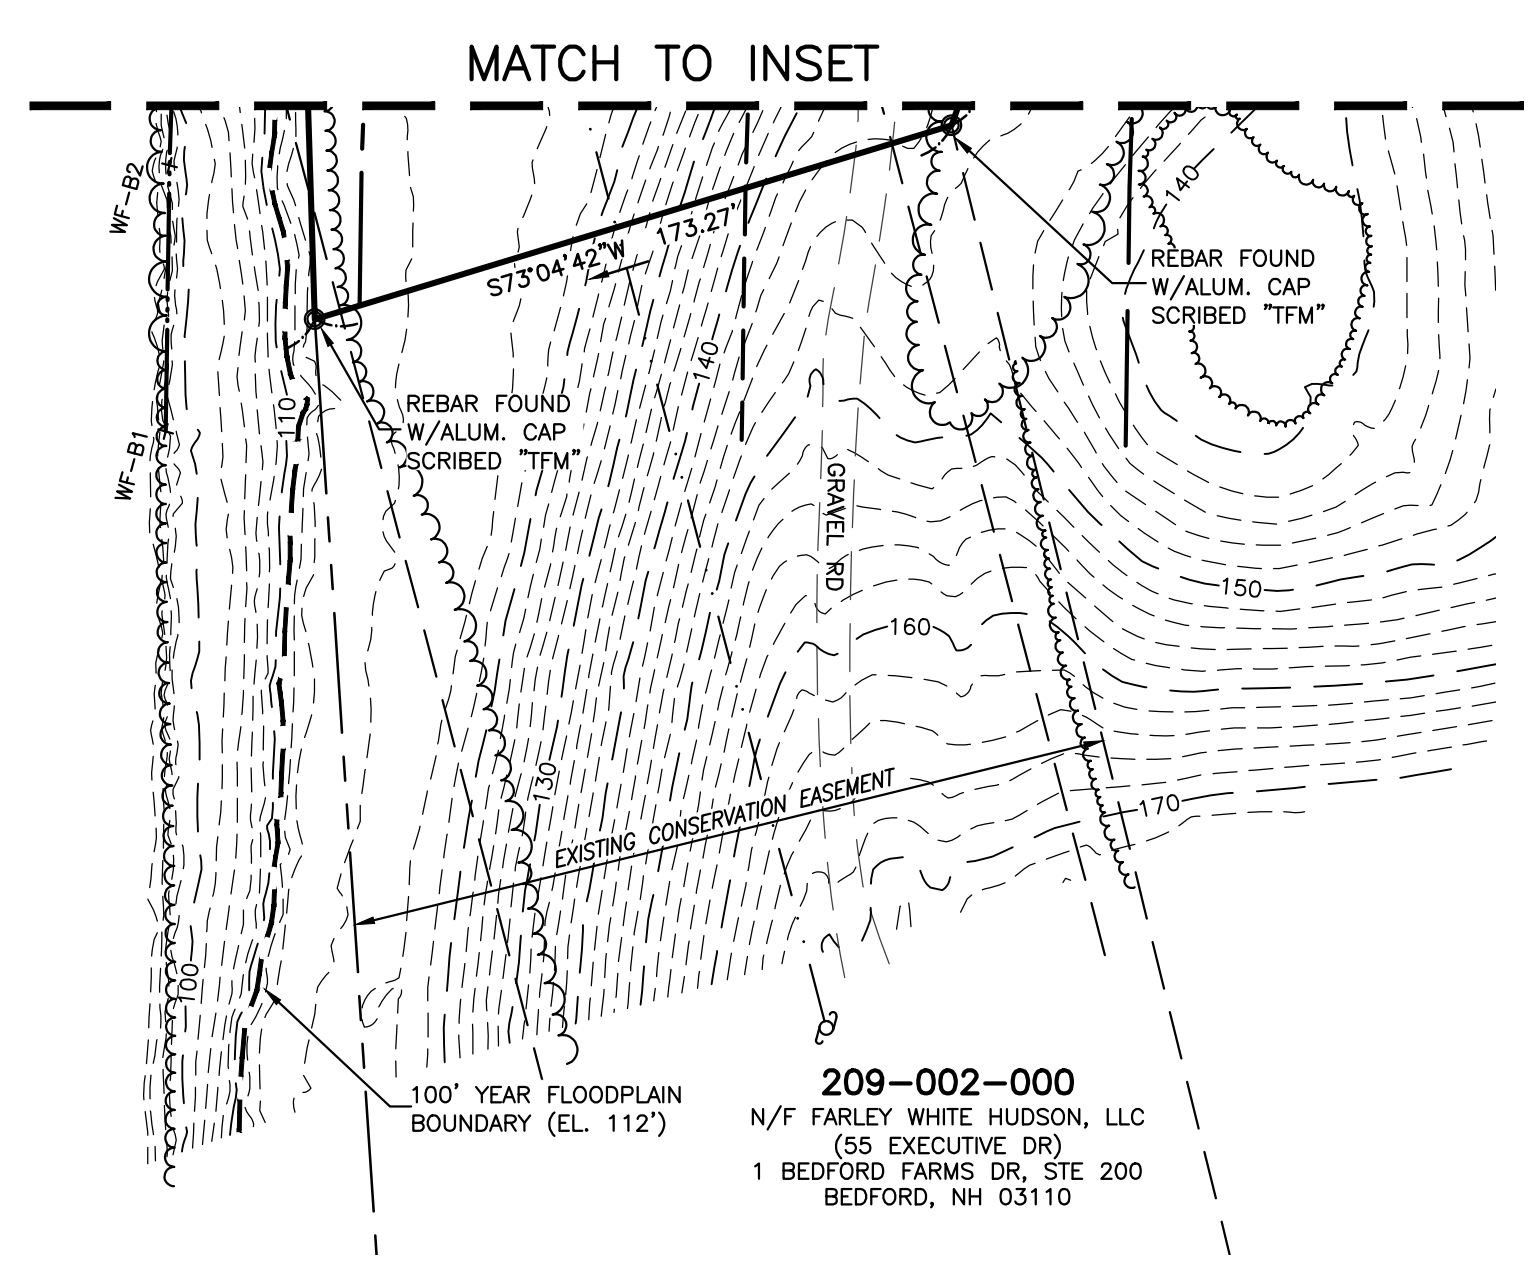 MATCH TO INSET
WF-B2
140
S73°04'42"W 173.27'
REBAR FOUND
W/ALUM. CAP
SCRIBED "TFM"
140
110
REBAR FOUND
W/ALUM. CAP
SCRIBED "TFM"
WF-B1
GRAVEL RD
150
160
130
EXISTING CONSERVATION EASEMENT
170
100
100' YEAR FLOODPLAIN
BOUNDARY (EL. 112')
209-002-000
N/F FARLEY WHITE HUDSON, LLC
(55 EXECUTIVE DR)
1 BEDFORD FARMS DR, STE 200
BEDFORD, NH 03110